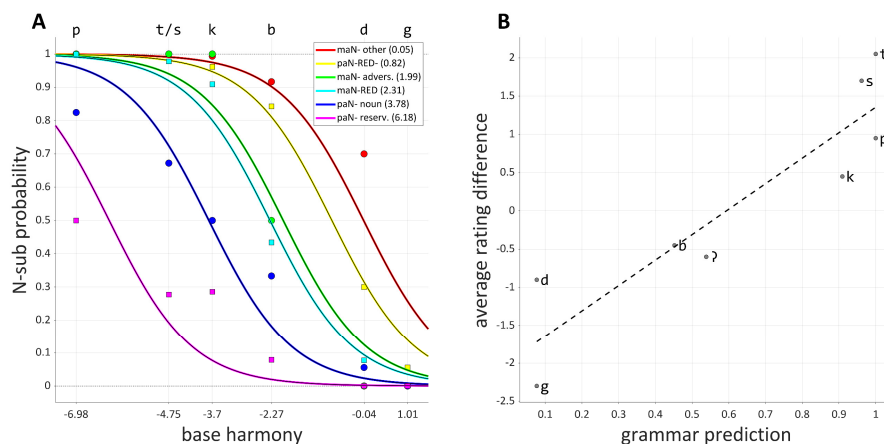 A
p t/s k b d g
1
0.9
0.8
0.7
0.6
0.5
0.4
0.3
0.2
0.1
0
N-sub probability
maN- other (0.05)
paN-RED- (0.82)
maN- advers. (1.99)
maN-RED (2.31)
paN- noun (3.78)
paN- reserv. (6.18)
-6.98 -4.75 -3.7 -2.27 -0.04 1.01
base harmony
B
2
1.5
1
0.5
0
-0.5
-1
-1.5
-2
-2.5
average rating difference
t
s
p
k
b
ʔ
d
g
0.1 0.2 0.3 0.4 0.5 0.6 0.7 0.8 0.9 1
grammar prediction